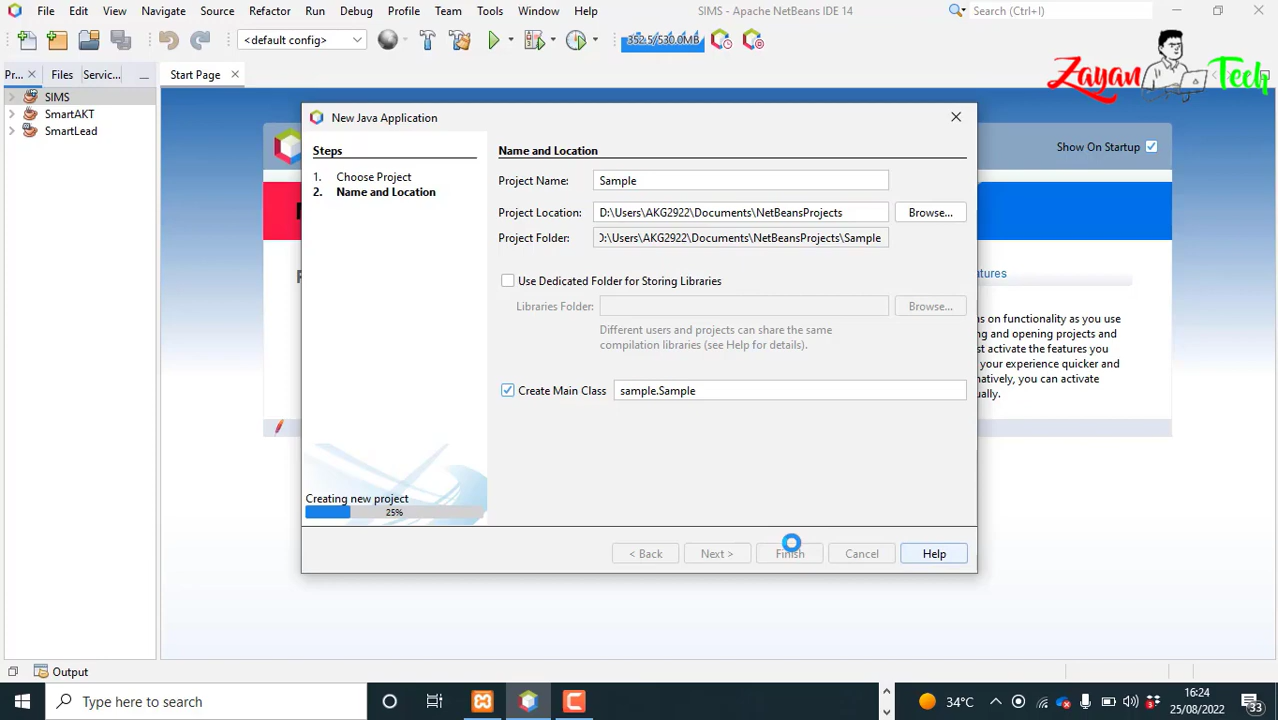 File Edit View Navigate Source Refactor Run Debug Profile Team Tools Window Help
SIMS - Apache NetBeans IDE 14
Search (Ctrl+I)
<default config>
352.5/530.0MB
Zayan Tech
Pr... Files Servic...
Start Page
SIMS
SmartAKT
SmartLead
New Java Application
Show On Startup
Steps
1. Choose Project
2. Name and Location
Name and Location
Project Name: Sample
Project Location: D:\Users\AKG2922\Documents\NetBeansProjects Browse...
Project Folder: D:\Users\AKG2922\Documents\NetBeansProjects\Sample
Use Dedicated Folder for Storing Libraries
Libraries Folder: Browse...
Different users and projects can share the same
compilation libraries (see Help for details).
Create Main Class sample.Sample
atures
ns on functionality as you use
ng and opening projects and
st activate the features you
your experience quicker and
natively, you can activate
ually.
Creating new project
25%
< Back Next > Finish Cancel Help
Output
Type here to search
34°C
16:24
25/08/2022
33